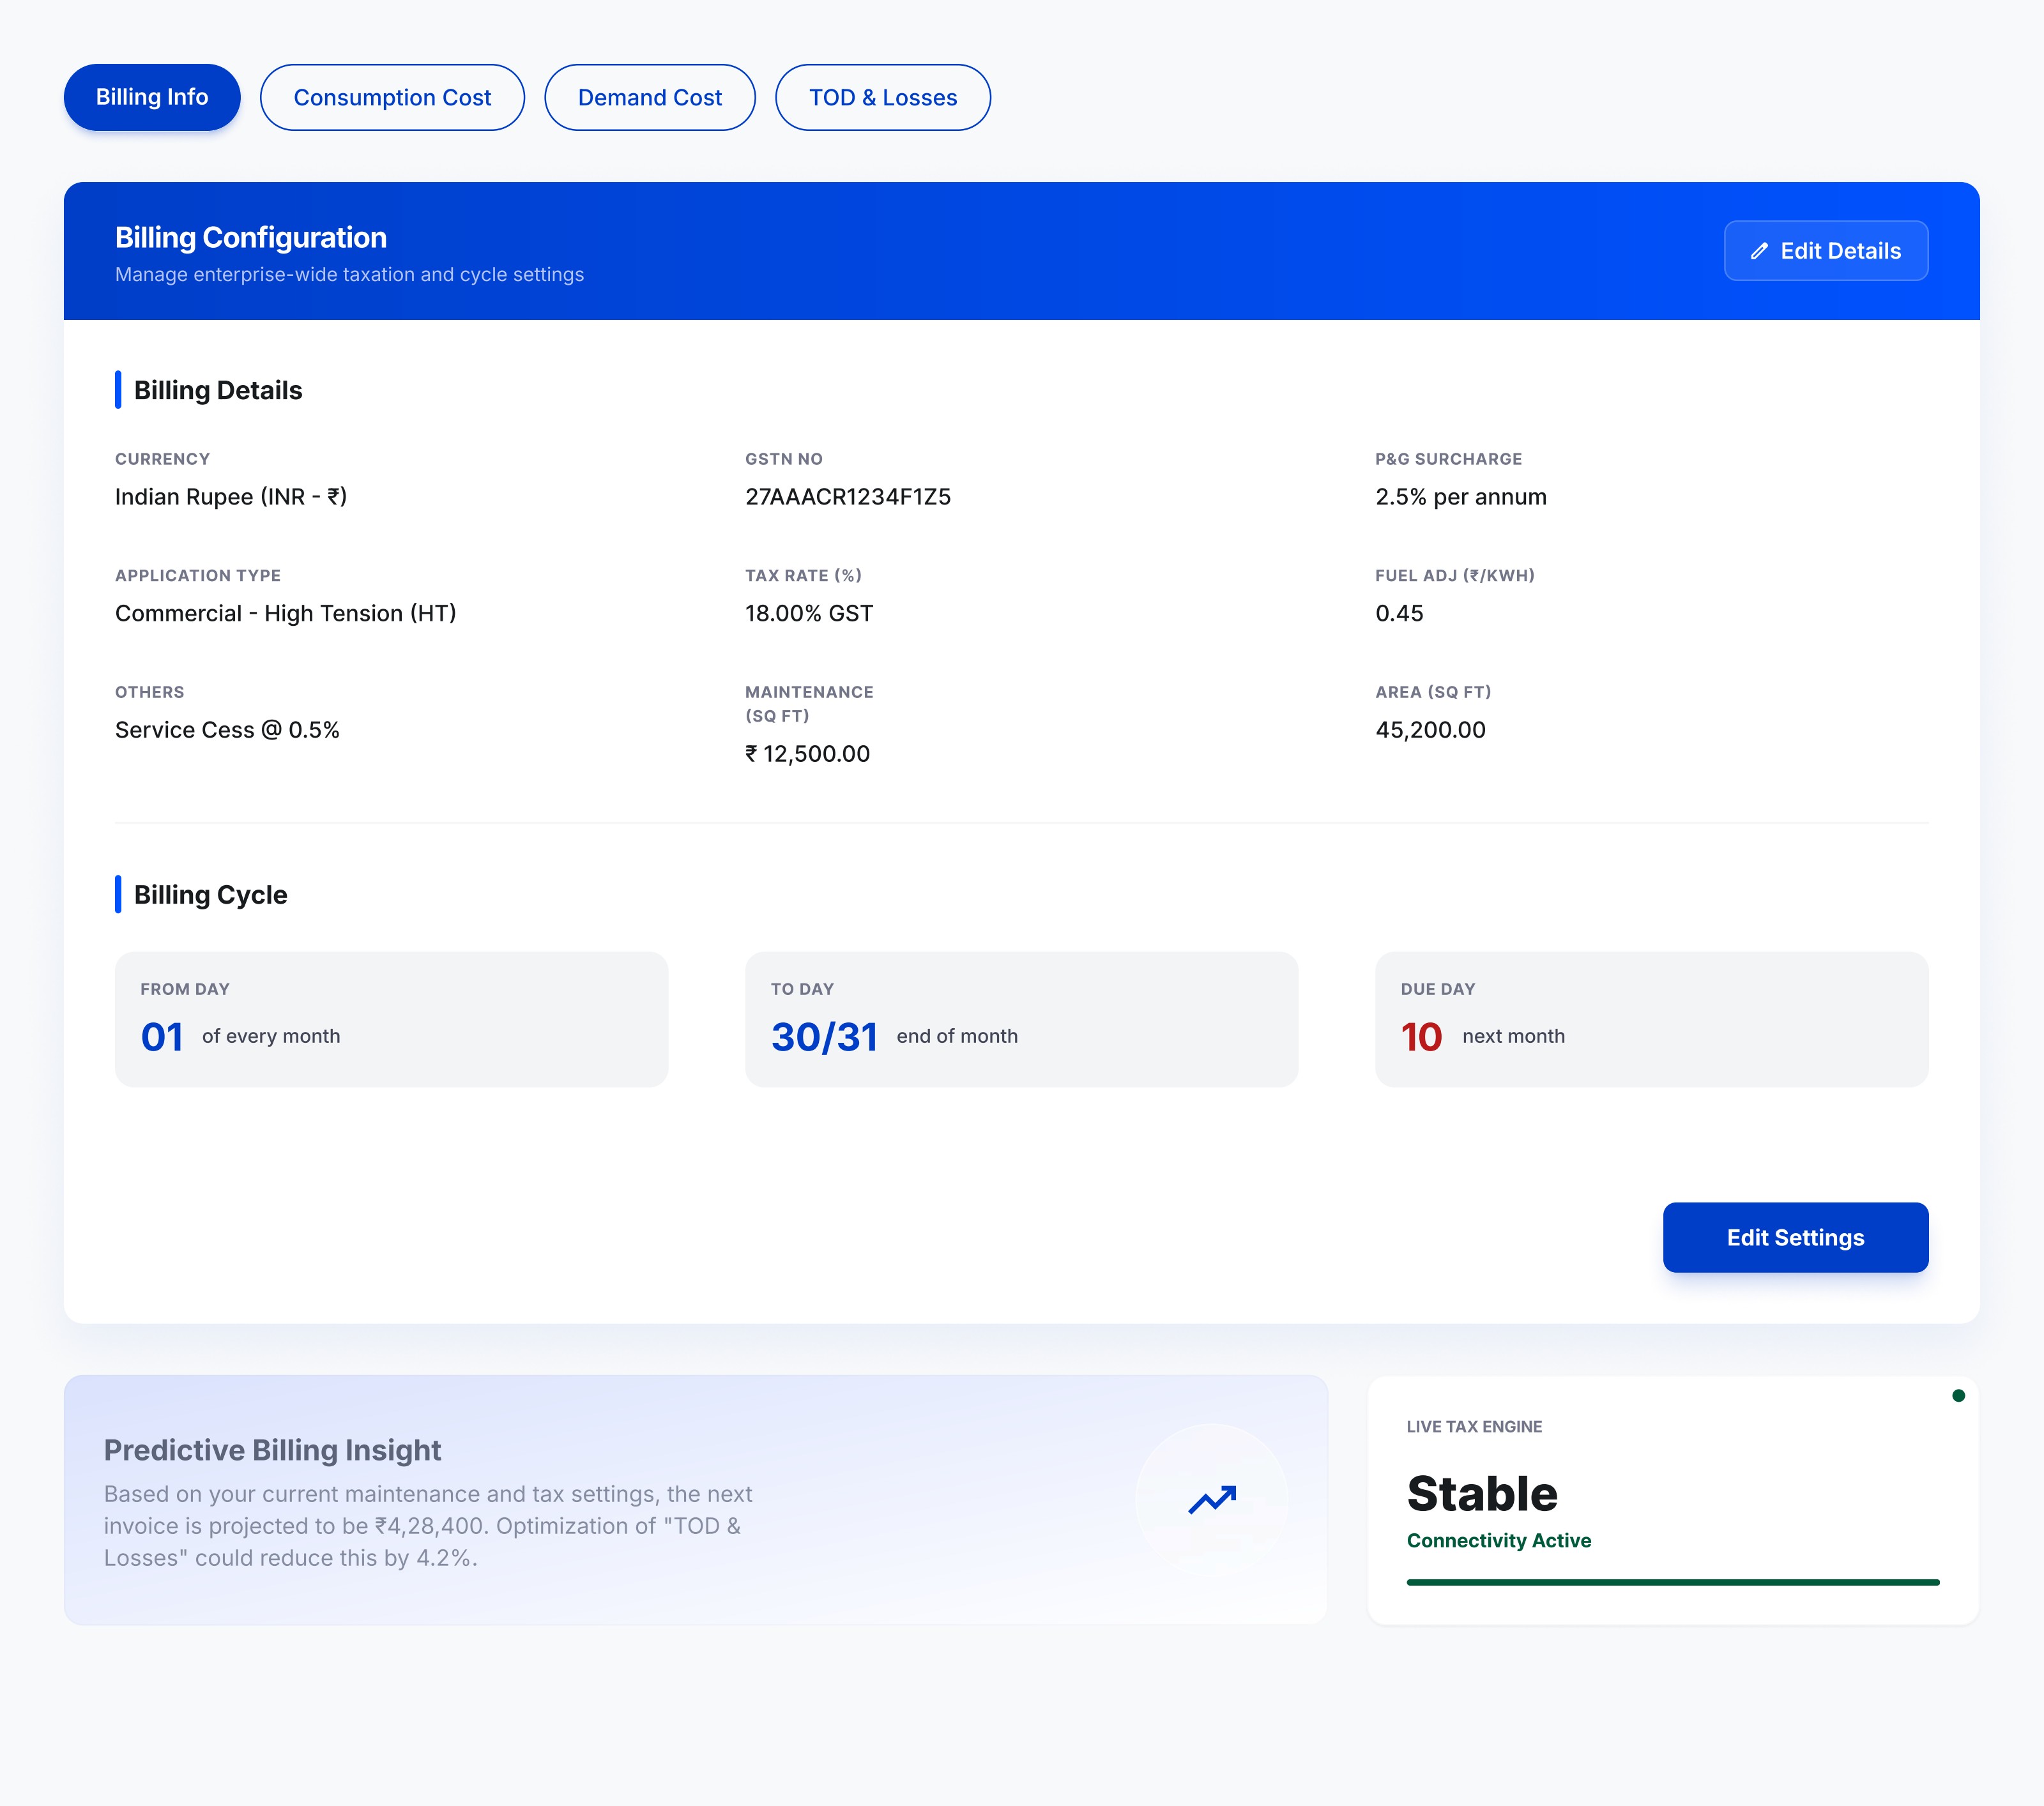 Billing Info
Consumption Cost
Demand Cost
TOD & Losses
Billing Configuration
Manage enterprise-wide taxation and cycle settings
Edit Details
Billing Details
CURRENCY
Indian Rupee (INR - ₹)
GSTN NO
27AAACR1234F1Z5
P&G SURCHARGE
2.5% per annum
APPLICATION TYPE
Commercial - High Tension (HT)
TAX RATE (%)
18.00% GST
FUEL ADJ (₹/KWH)
0.45
OTHERS
Service Cess @ 0.5%
MAINTENANCE
(SQ FT)
₹ 12,500.00
AREA (SQ FT)
45,200.00
Billing Cycle
FROM DAY
01 of every month
TO DAY
30/31 end of month
DUE DAY
10 next month
Edit Settings
Predictive Billing Insight
Based on your current maintenance and tax settings, the next
invoice is projected to be ₹4,28,400. Optimization of "TOD &
Losses" could reduce this by 4.2%.
LIVE TAX ENGINE
Stable
Connectivity Active